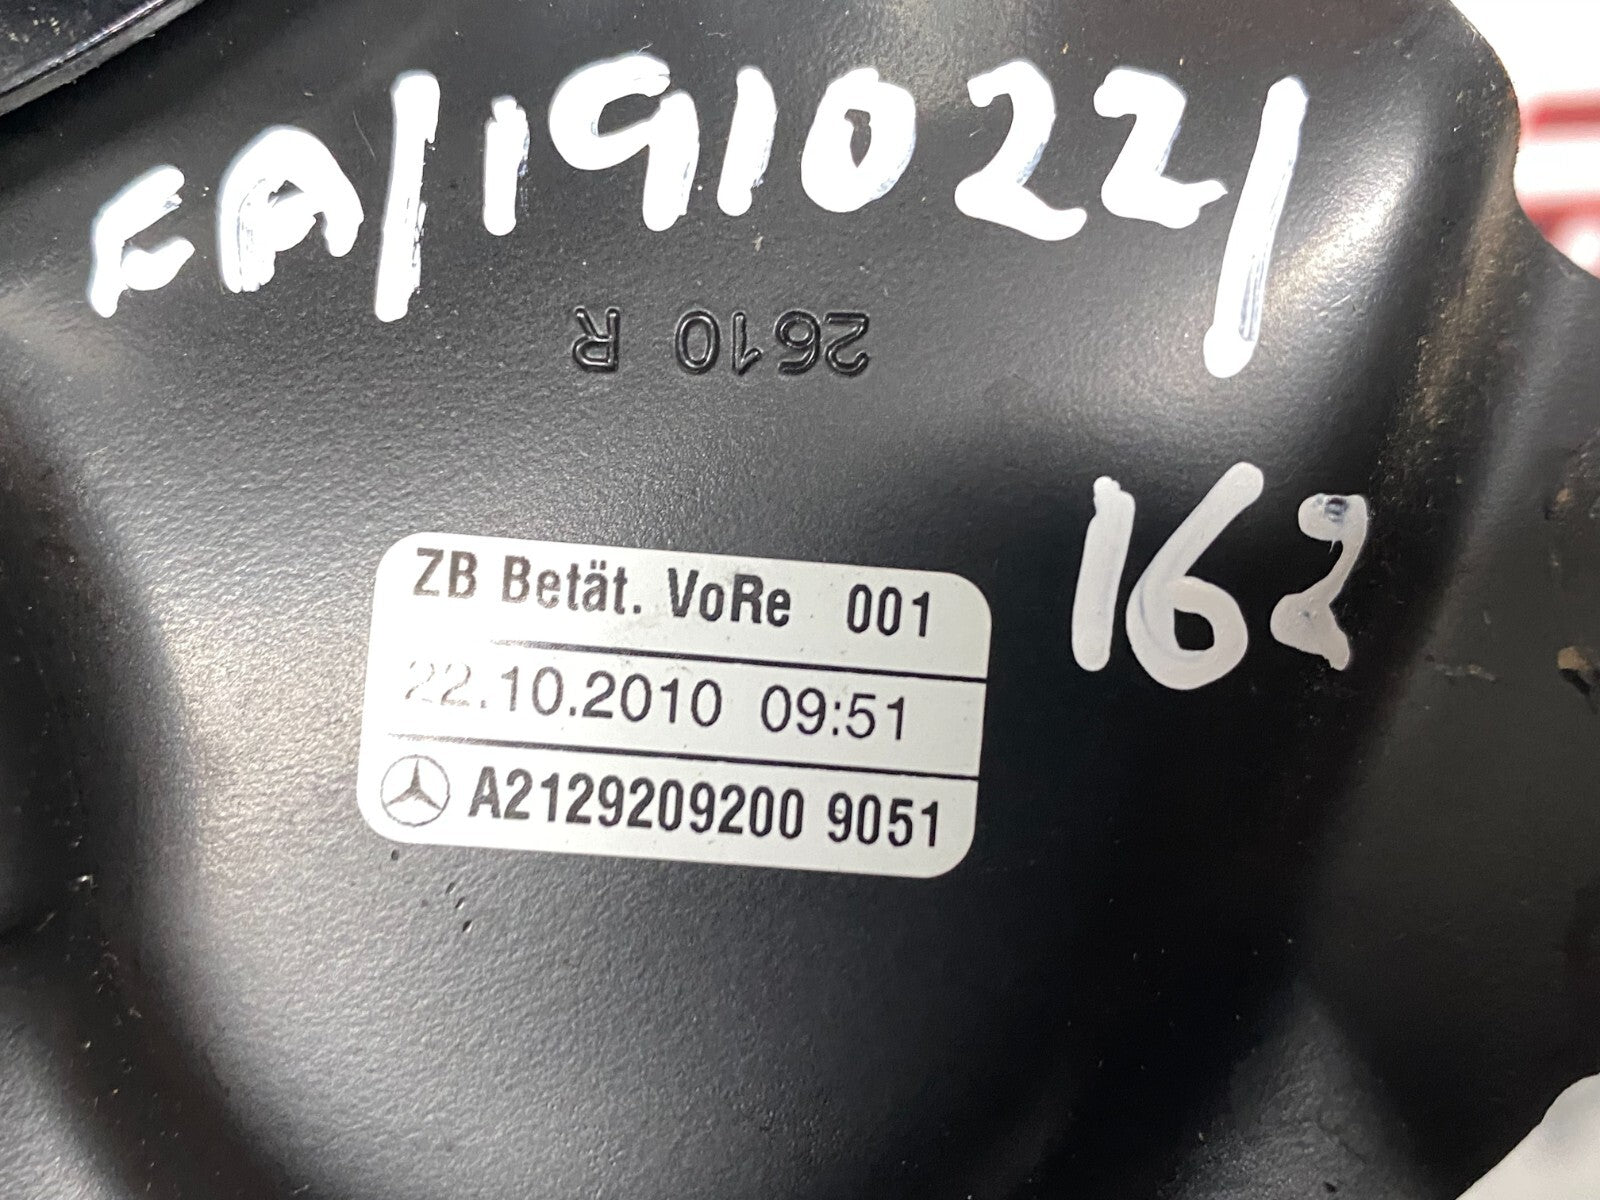 EA/191022/
2610 R
162
ZB Betät. VoRe 001
22.10.2010 09:51
A2129209200 9051